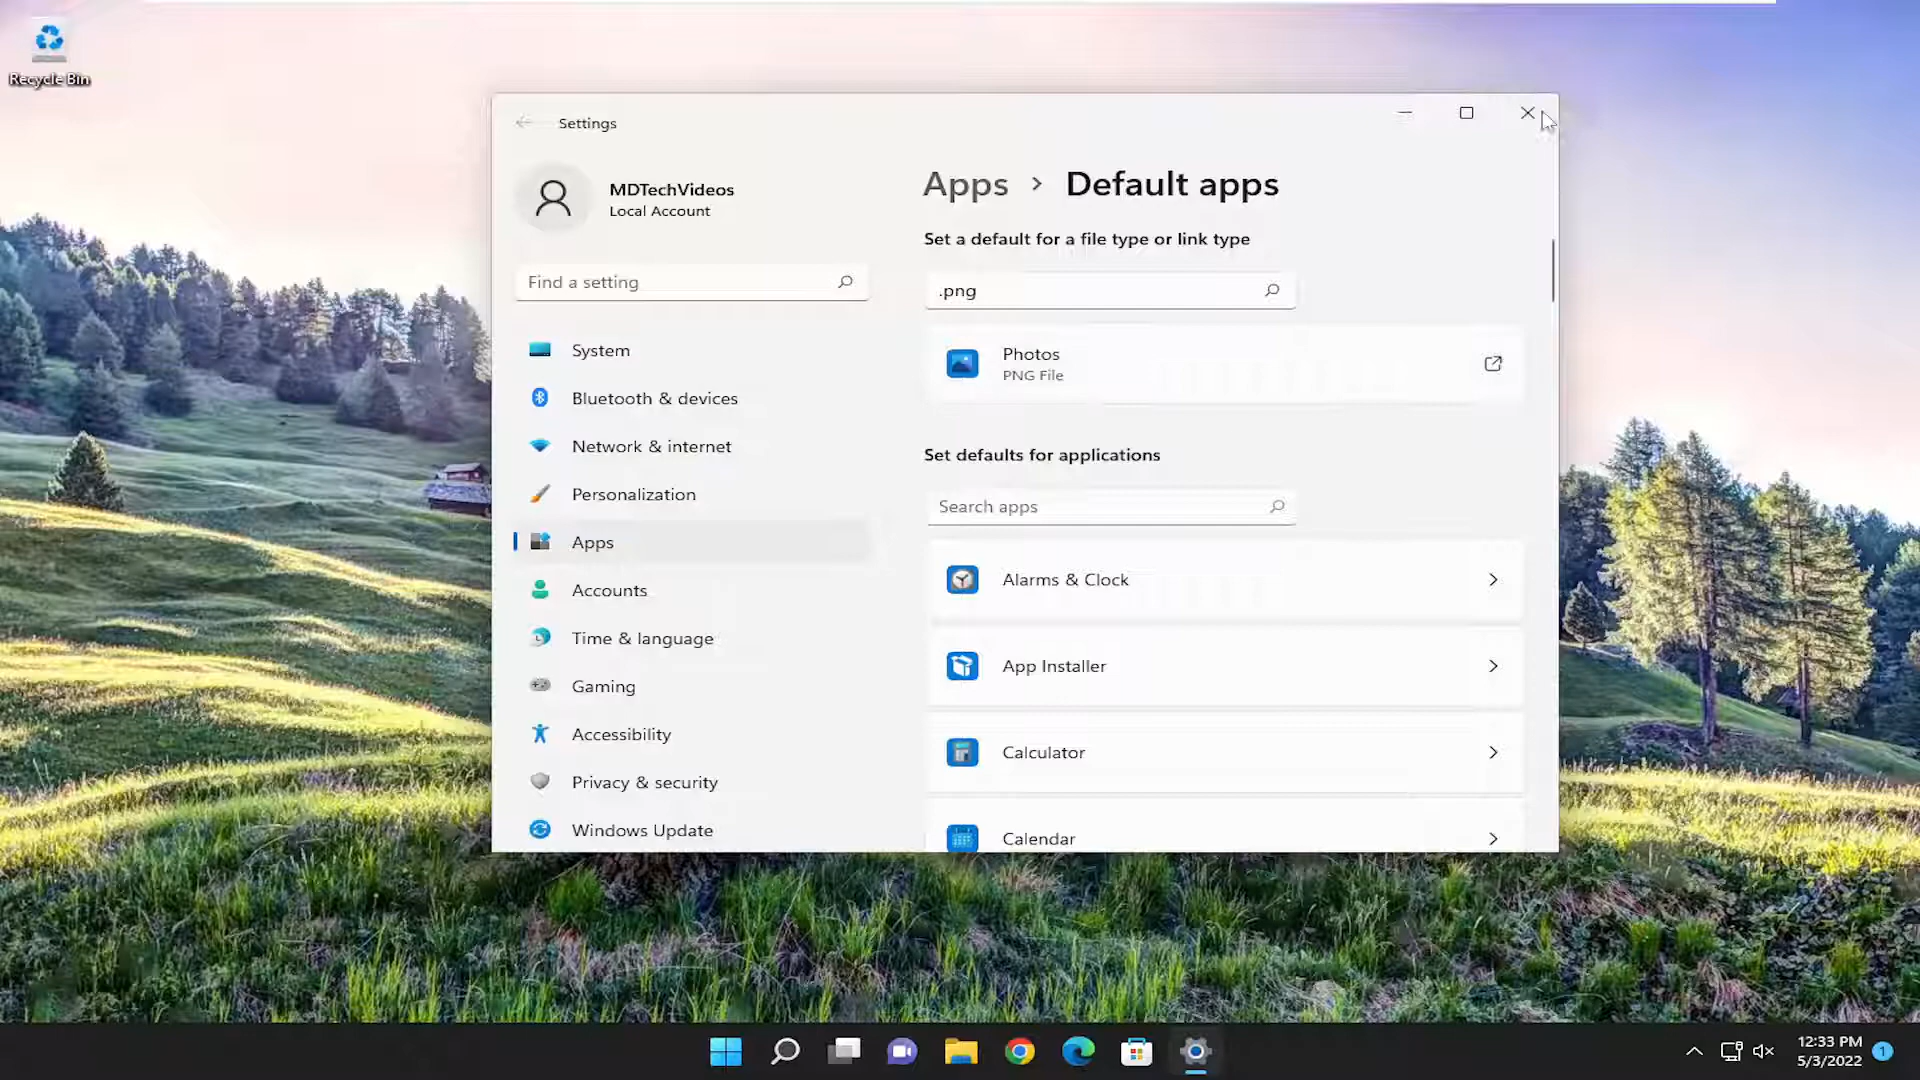 Recycle Bin
Settings
MDTechVideos
Local Account
Find a setting
System
Bluetooth & devices
Network & internet
Personalization
Apps
Accounts
Time & language
Gaming
Accessibility
Privacy & security
Windows Update
Apps › Default apps
Set a default for a file type or link type
.png
Photos
PNG File
Set defaults for applications
Search apps
Alarms & Clock
App Installer
Calculator
Calendar
12:33 PM
5/3/2022
1